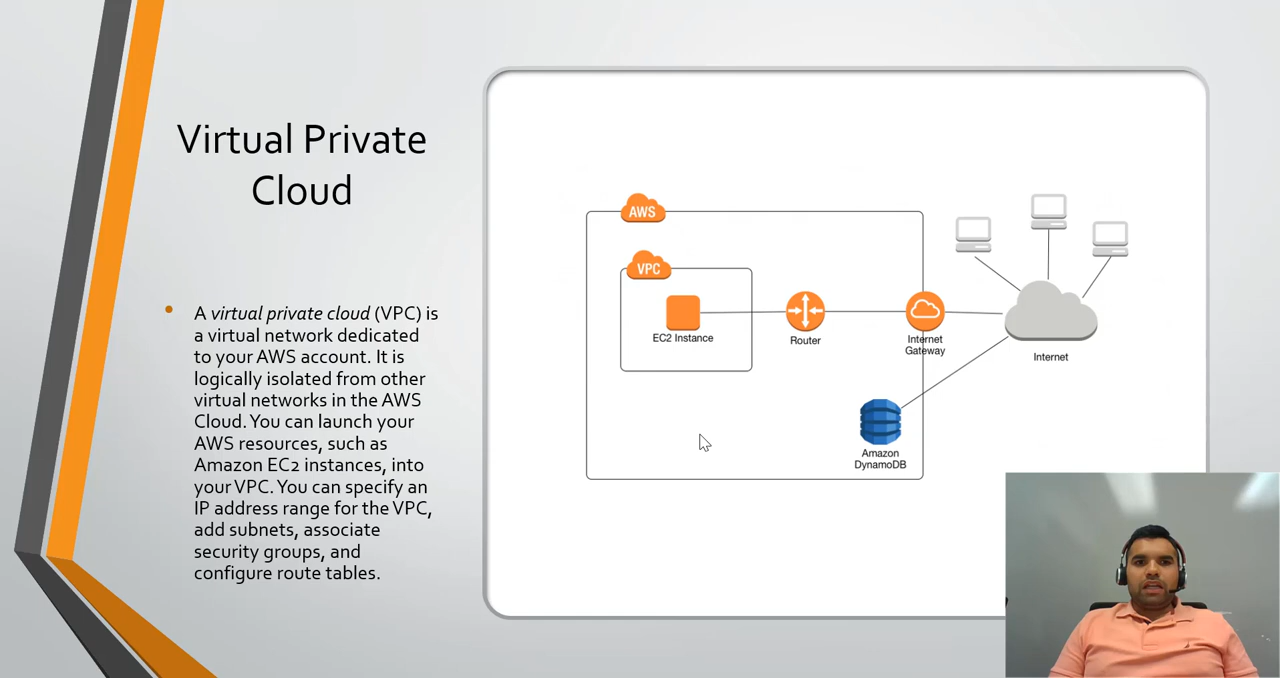 Virtual Private
Cloud
A virtual private cloud (VPC) is
a virtual network dedicated
to your AWS account. It is
logically isolated from other
virtual networks in the AWS
Cloud. You can launch your
AWS resources, such as
Amazon EC2 instances, into
your VPC. You can specify an
IP address range for the VPC,
add subnets, associate
security groups, and
configure route tables.
AWS
VPC
EC2 Instance
Router
Internet
Gateway
Internet
Amazon
DynamoDB